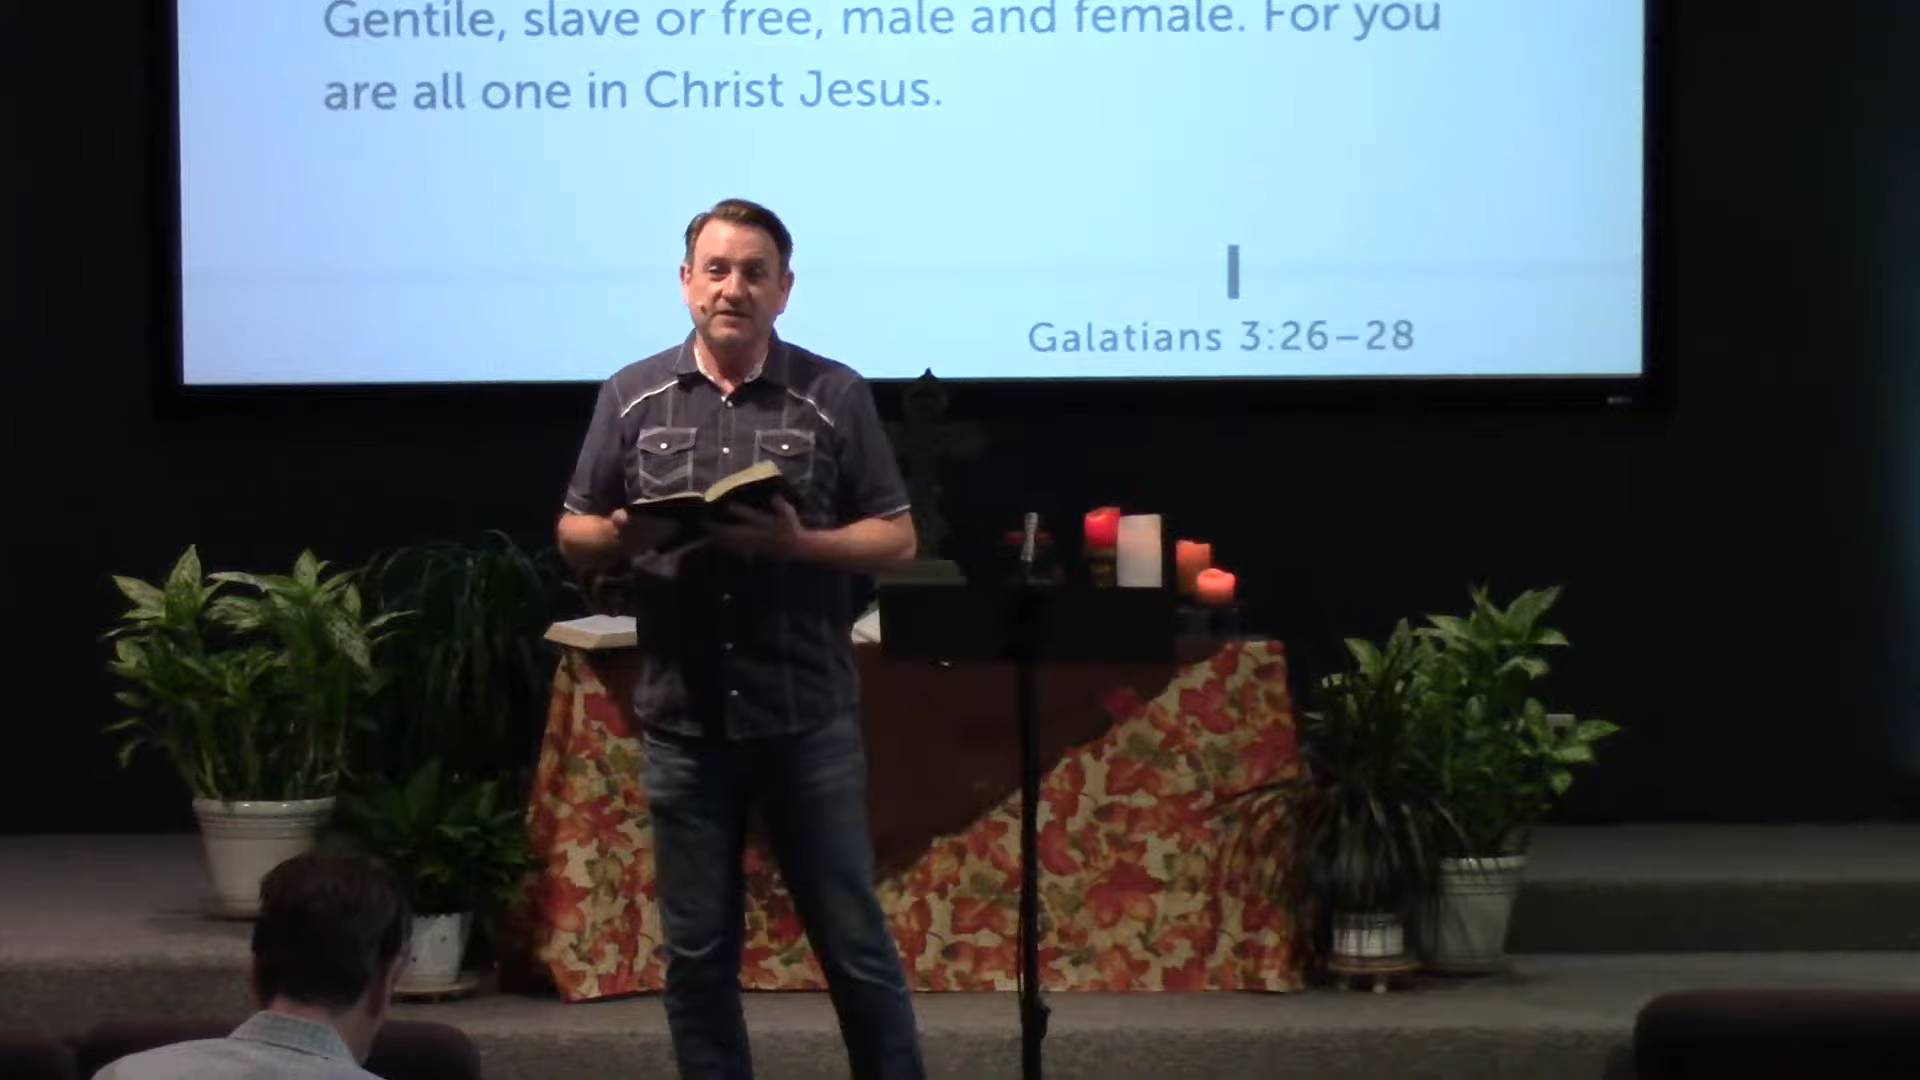 Gentile, slave or free, male and female. For you
are all one in Christ Jesus.
Galatians 3:26–28